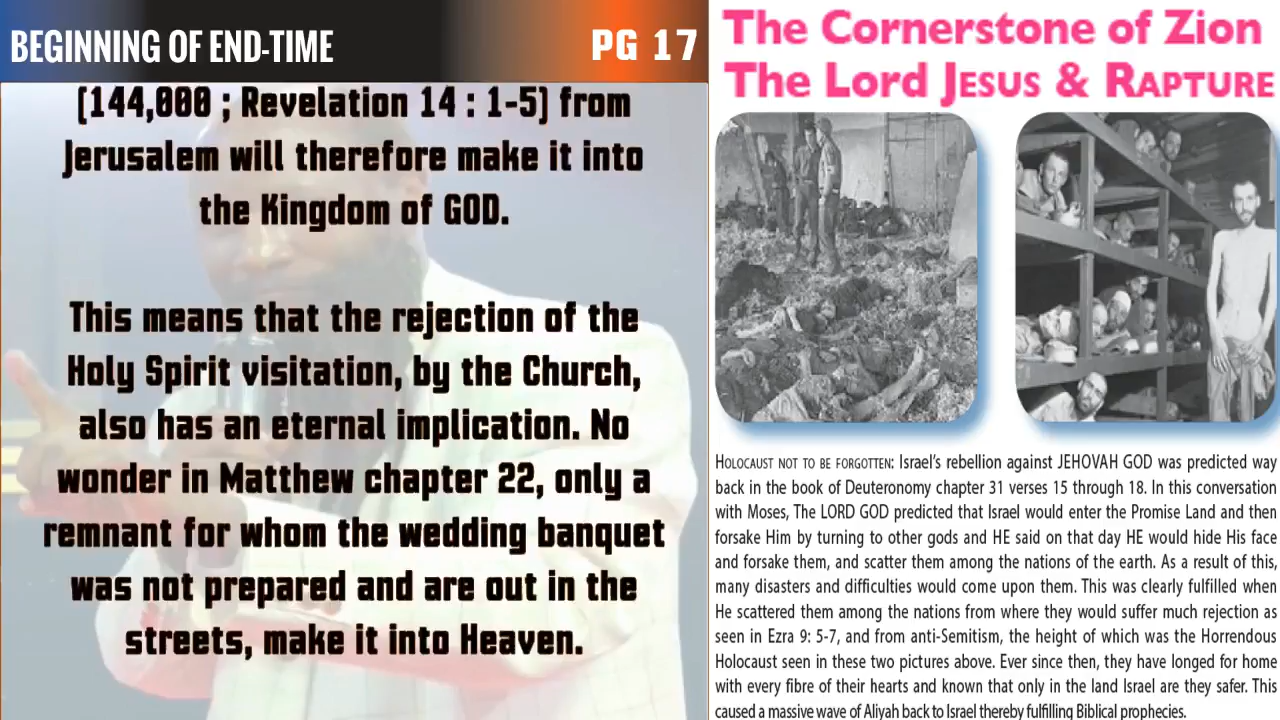 BEGINNING OF END-TIME
PG 17
(144,000 ; Revelation 14 : 1-5) from
Jerusalem will therefore make it into
the Kingdom of GOD.
This means that the rejection of the
Holy Spirit visitation, by the Church,
also has an eternal implication. No
wonder in Matthew chapter 22, only a
remnant for whom the wedding banquet
was not prepared and are out in the
streets, make it into Heaven.
The Cornerstone of Zion
The Lord JESUS & RAPTURE
HOLOCAUST NOT TO BE FORGOTTEN: Israel's rebellion against JEHOVAH GOD was predicted way
back in the book of Deuteronomy chapter 31 verses 15 through 18. In this conversation
with Moses, The LORD GOD predicted that Israel would enter the Promise Land and then
forsake Him by turning to other gods and HE said on that day HE would hide His face
and forsake them, and scatter them among the nations of the earth. As a result of this,
many disasters and difficulties would come upon them. This was clearly fulfilled when
He scattered them among the nations from where they would suffer much rejection as
seen in Ezra 9: 5-7, and from anti-Semitism, the height of which was the Horrendous
Holocaust seen in these two pictures above. Ever since then, they have longed for home
with every fibre of their hearts and known that only in the land Israel are they safer. This
caused a massive wave of Aliyah back to Israel thereby fulfilling Biblical prophecies.